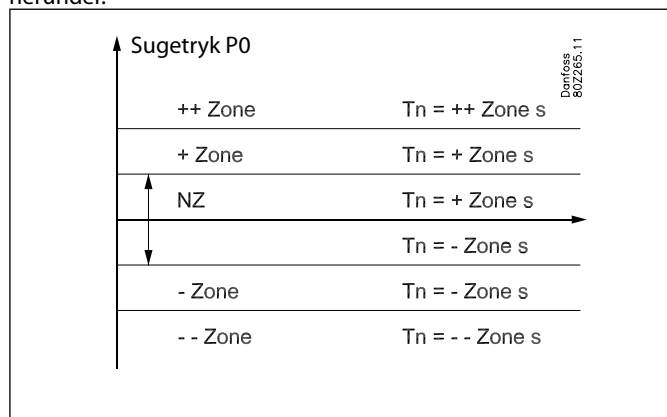 herunder.
Sugetryk P0
Danfoss
80Z265.11
++ Zone Tn = ++ Zone s
+ Zone Tn = + Zone s
NZ Tn = + Zone s
Tn = - Zone s
- Zone Tn = - Zone s
- - Zone Tn = - - Zone s